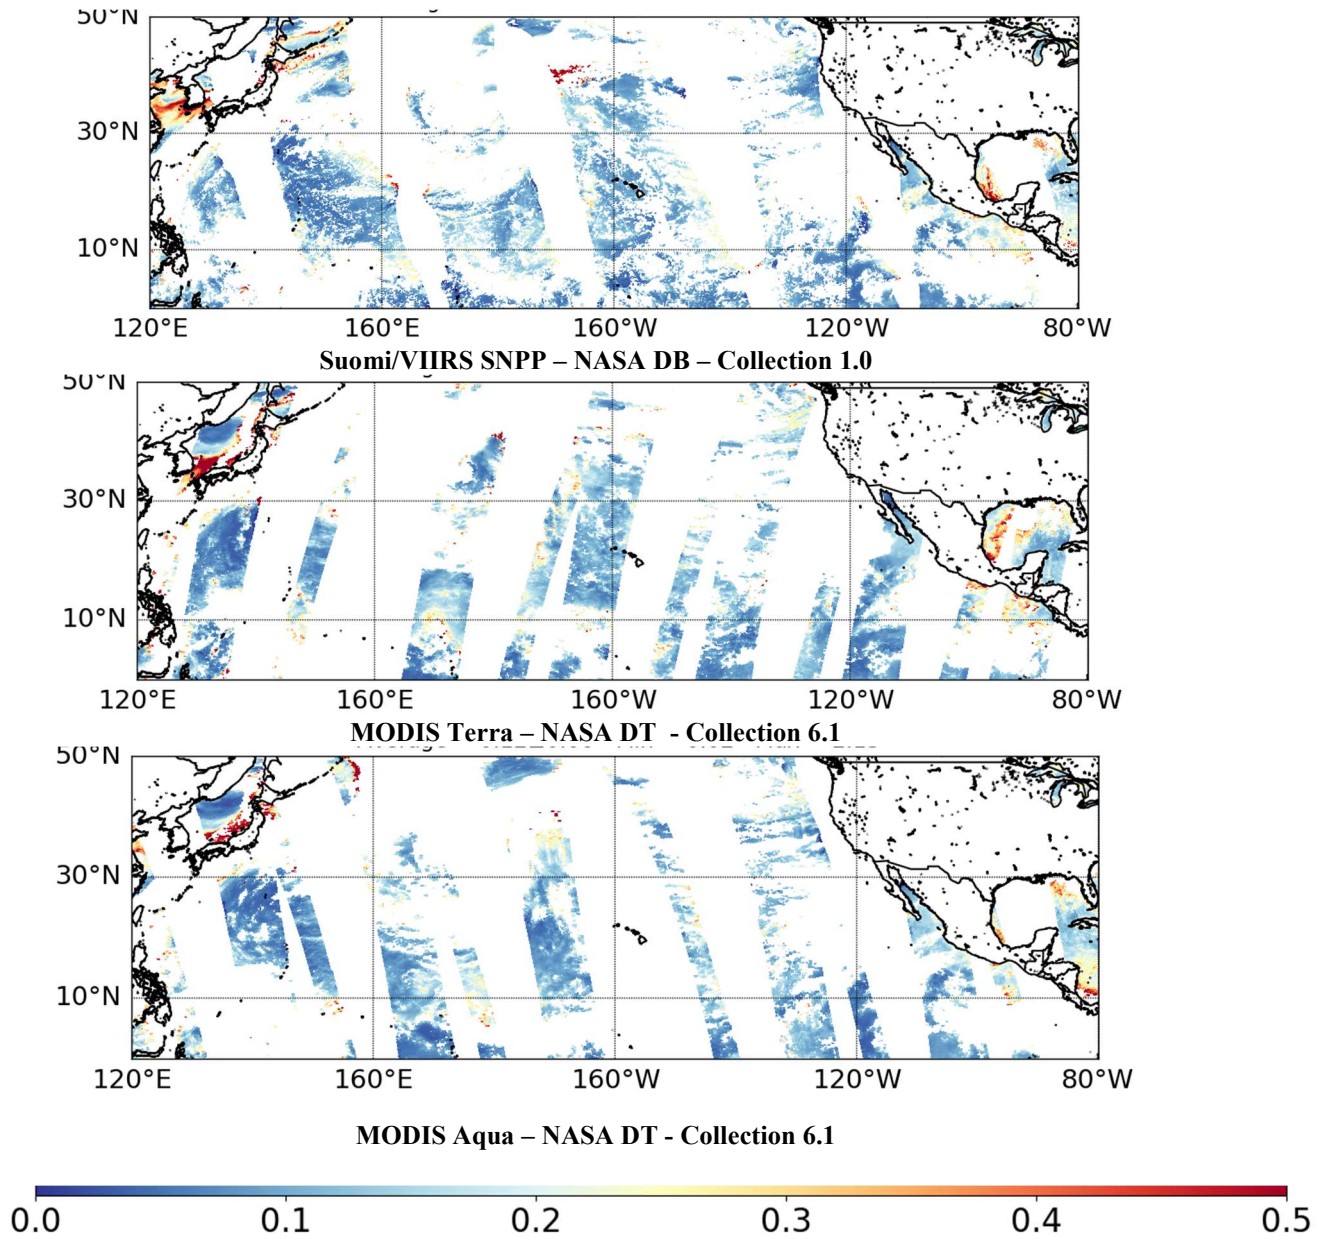 50°N
30°N
10°N
120°E 160°E 160°W 120°W 80°W
Suomi/VIIRS SNPP – NASA DB – Collection 1.0
50°N
30°N
10°N
120°E 160°E 160°W 120°W 80°W
MODIS Terra – NASA DT - Collection 6.1
50°N
30°N
10°N
120°E 160°E 160°W 120°W 80°W
MODIS Aqua – NASA DT - Collection 6.1
0.0 0.1 0.2 0.3 0.4 0.5